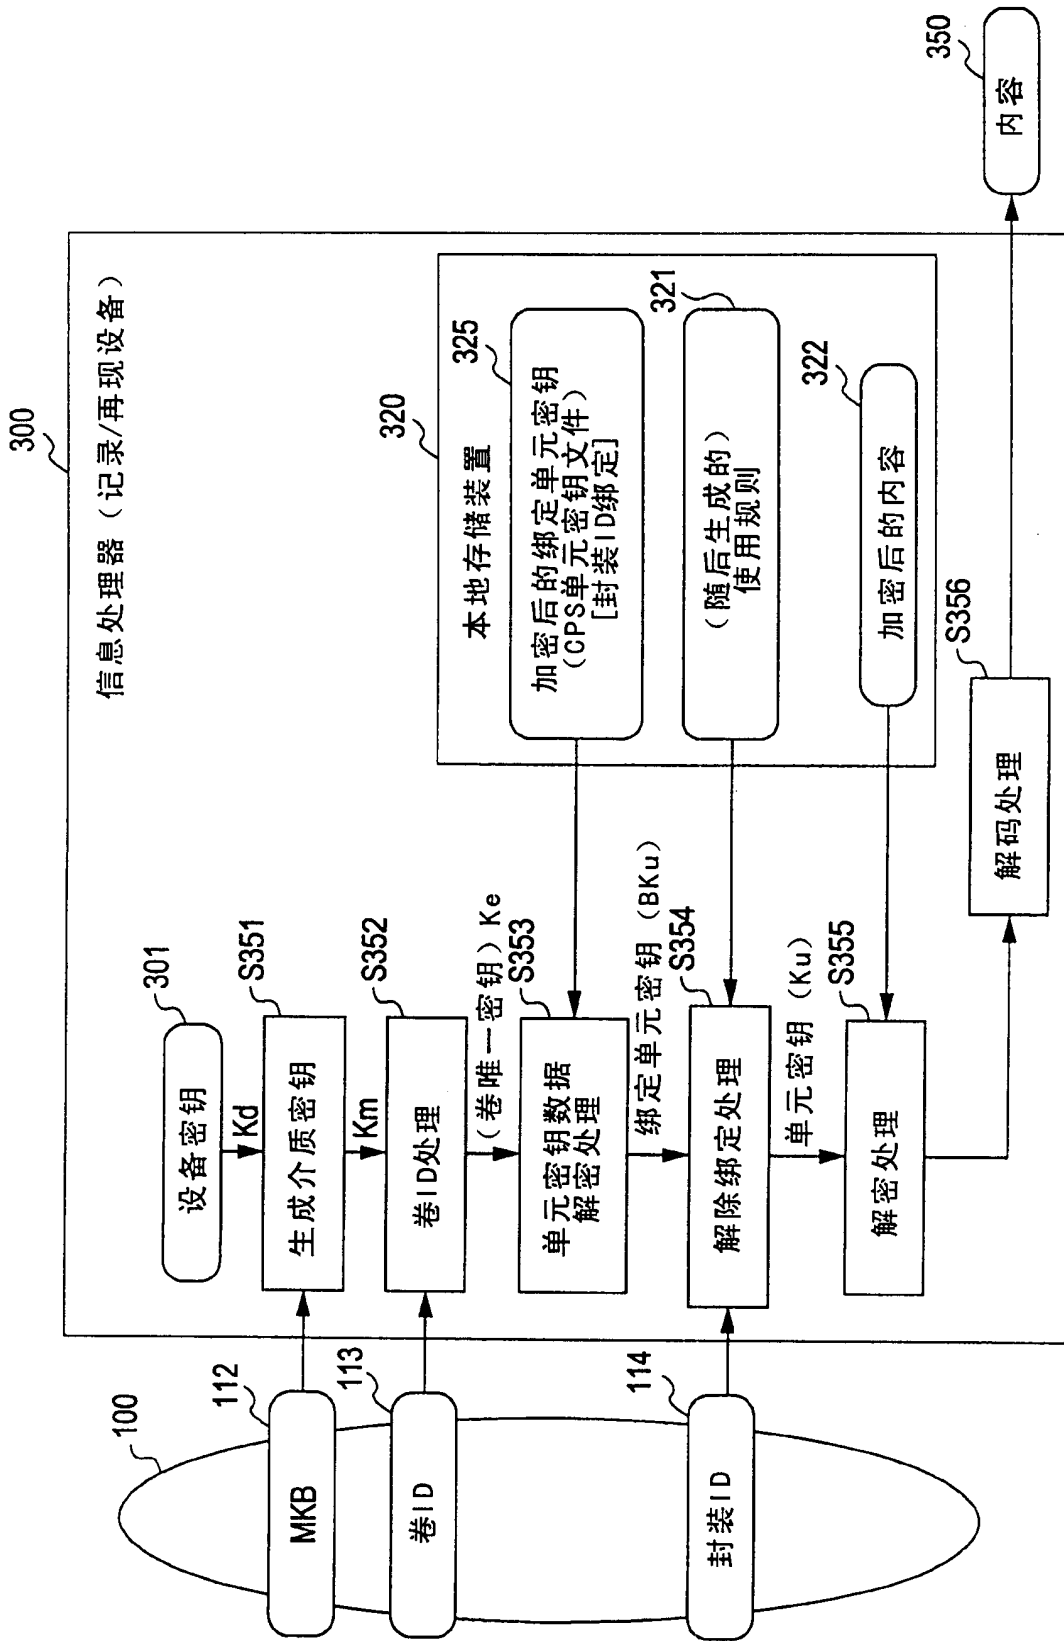 300
信息处理器（记录/再现设备）
100
112
MKB
113
卷ID
114
封装ID
301
设备密钥
Kd
S351
生成介质密钥
Km
S352
卷ID处理
（卷唯一密钥）Ke
S353
单元密钥数据
解密处理
绑定单元密钥（BKu）
S354
解除绑定处理
单元密钥（Ku）
S355
解密处理
S356
解码处理
320
本地存储装置
325
加密后的绑定单元密钥
（CPS单元密钥文件）
[封装ID绑定]
321
（随后生成的）
使用规则
322
加密后的内容
350
内容